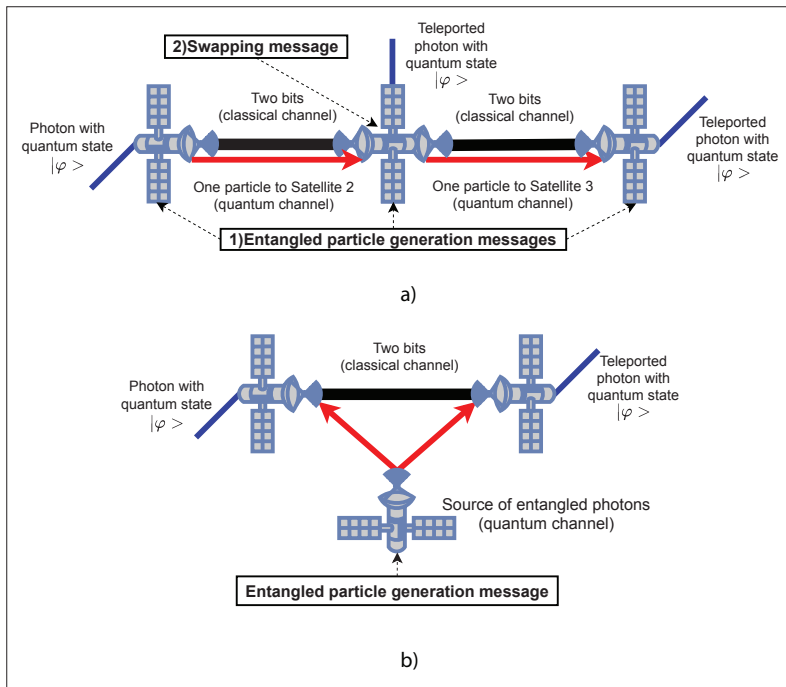 2)Swapping message
Teleported
photon with
quantum state
|φ >
Two bits
(classical channel)
Two bits
(classical channel)
Photon with
quantum state
|φ >
Teleported
photon with
quantum state
|φ >
One particle to Satellite 2
(quantum channel)
One particle to Satellite 3
(quantum channel)
1)Entangled particle generation messages
a)
Two bits
(classical channel)
Photon with
quantum state
|φ >
Teleported
photon with
quantum state
|φ >
Source of entangled photons
(quantum channel)
Entangled particle generation message
b)